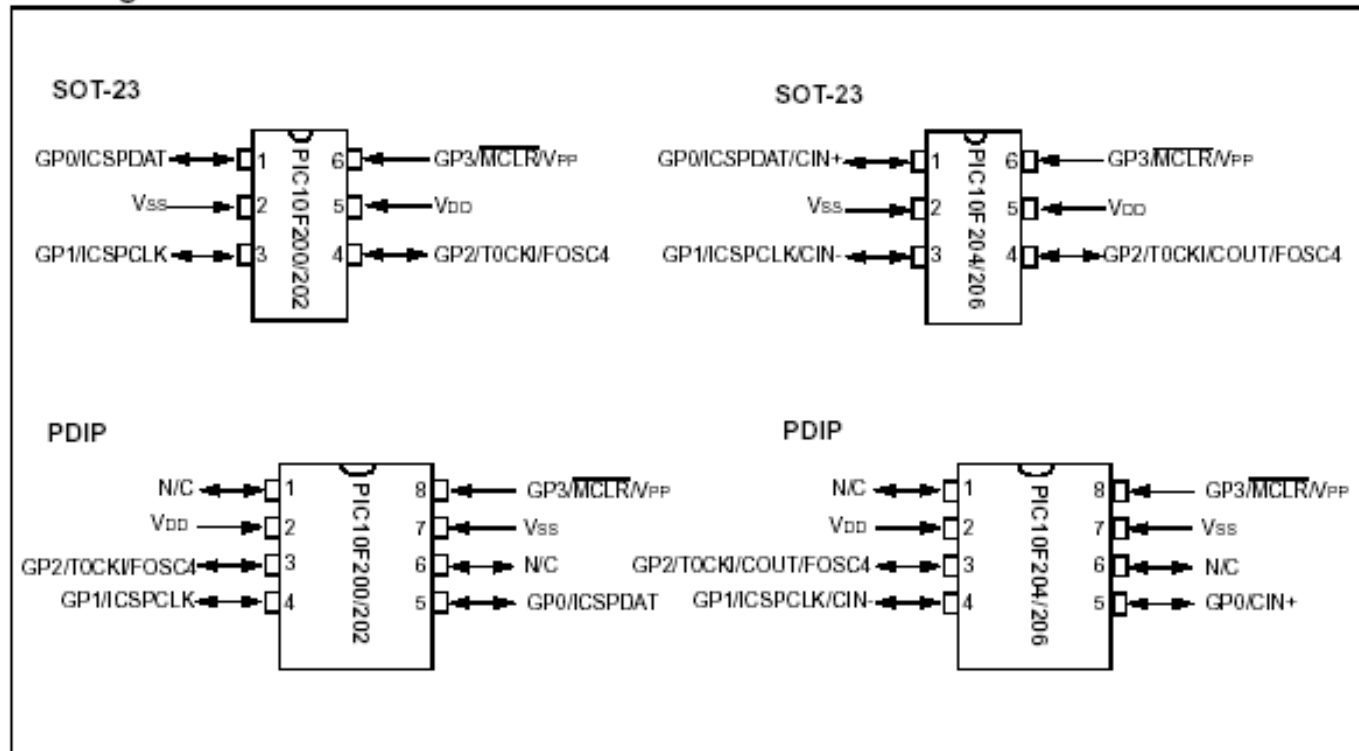 SOT-23
GP0/ICSPDAT 1 6 GP3/MCLR/VPP
VSS 2 5 VDD
GP1/ICSPCLK 3 4 GP2/T0CKI/FOSC4
PIC10F200/202
SOT-23
GP0/ICSPDAT/CIN+ 1 6 GP3/MCLR/VPP
VSS 2 5 VDD
GP1/ICSPCLK/CIN- 3 4 GP2/T0CKI/COUT/FOSC4
PIC10F204/206
PDIP
N/C 1 8 GP3/MCLR/VPP
VDD 2 7 VSS
GP2/T0CKI/FOSC4 3 6 N/C
GP1/ICSPCLK 4 5 GP0/ICSPDAT
PIC10F200/202
PDIP
N/C 1 8 GP3/MCLR/VPP
VDD 2 7 VSS
GP2/T0CKI/COUT/FOSC4 3 6 N/C
GP1/ICSPCLK/CIN- 4 5 GP0/CIN+
PIC10F204/206